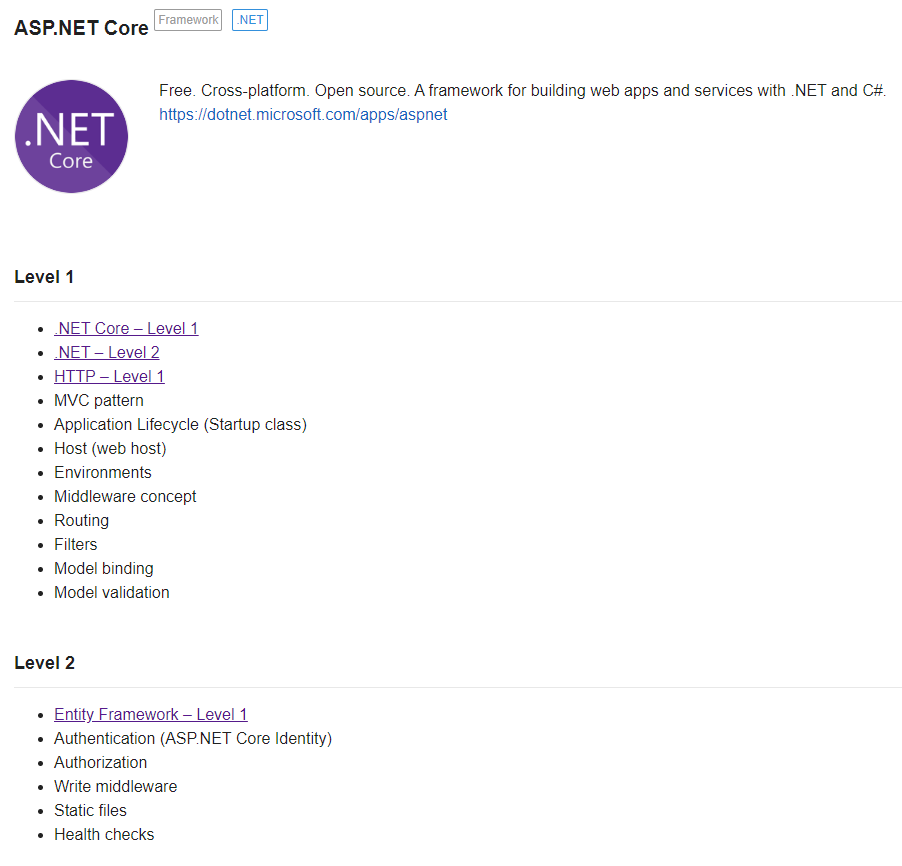 ASP.NET Core Framework .NET
.NET
Core
Free. Cross-platform. Open source. A framework for building web apps and services with .NET and C#.
https://dotnet.microsoft.com/apps/aspnet
Level 1
.NET Core – Level 1
.NET – Level 2
HTTP – Level 1
MVC pattern
Application Lifecycle (Startup class)
Host (web host)
Environments
Middleware concept
Routing
Filters
Model binding
Model validation
Level 2
Entity Framework – Level 1
Authentication (ASP.NET Core Identity)
Authorization
Write middleware
Static files
Health checks